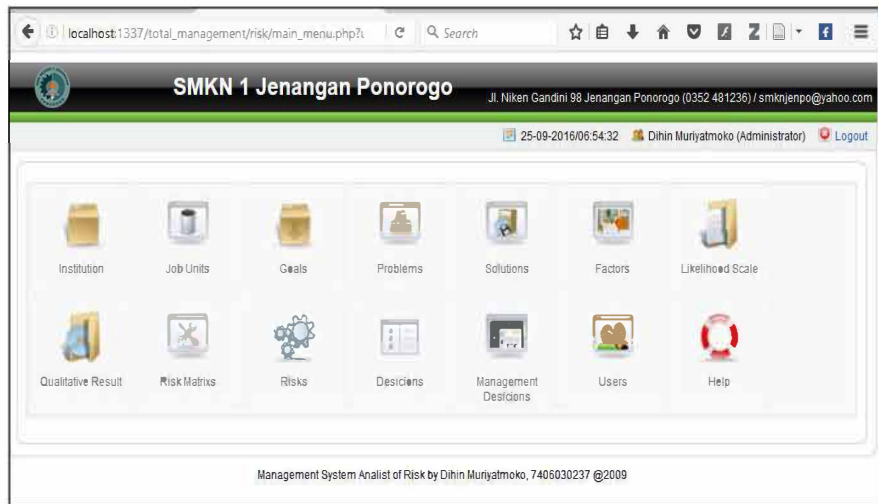 localhost:1337/total_management/risk/main_menu.php?u
Search
SMKN 1 Jenangan Ponorogo
Jl. Niken Gandini 98 Jenangan Ponorogo (0352 481236) / smknjenpo@yahoo.com
25-09-2016/06:54:32 Dihin Muriyatmoko (Administrator) Logout
Institution Job Units Goals Problems Solutions Factors Likelihood Scale
Qualitative Result Risk Matrixs Risks Desicions Management Desicions Users Help
Management System Analist of Risk by Dihin Muriyatmoko, 7406030237 @2009